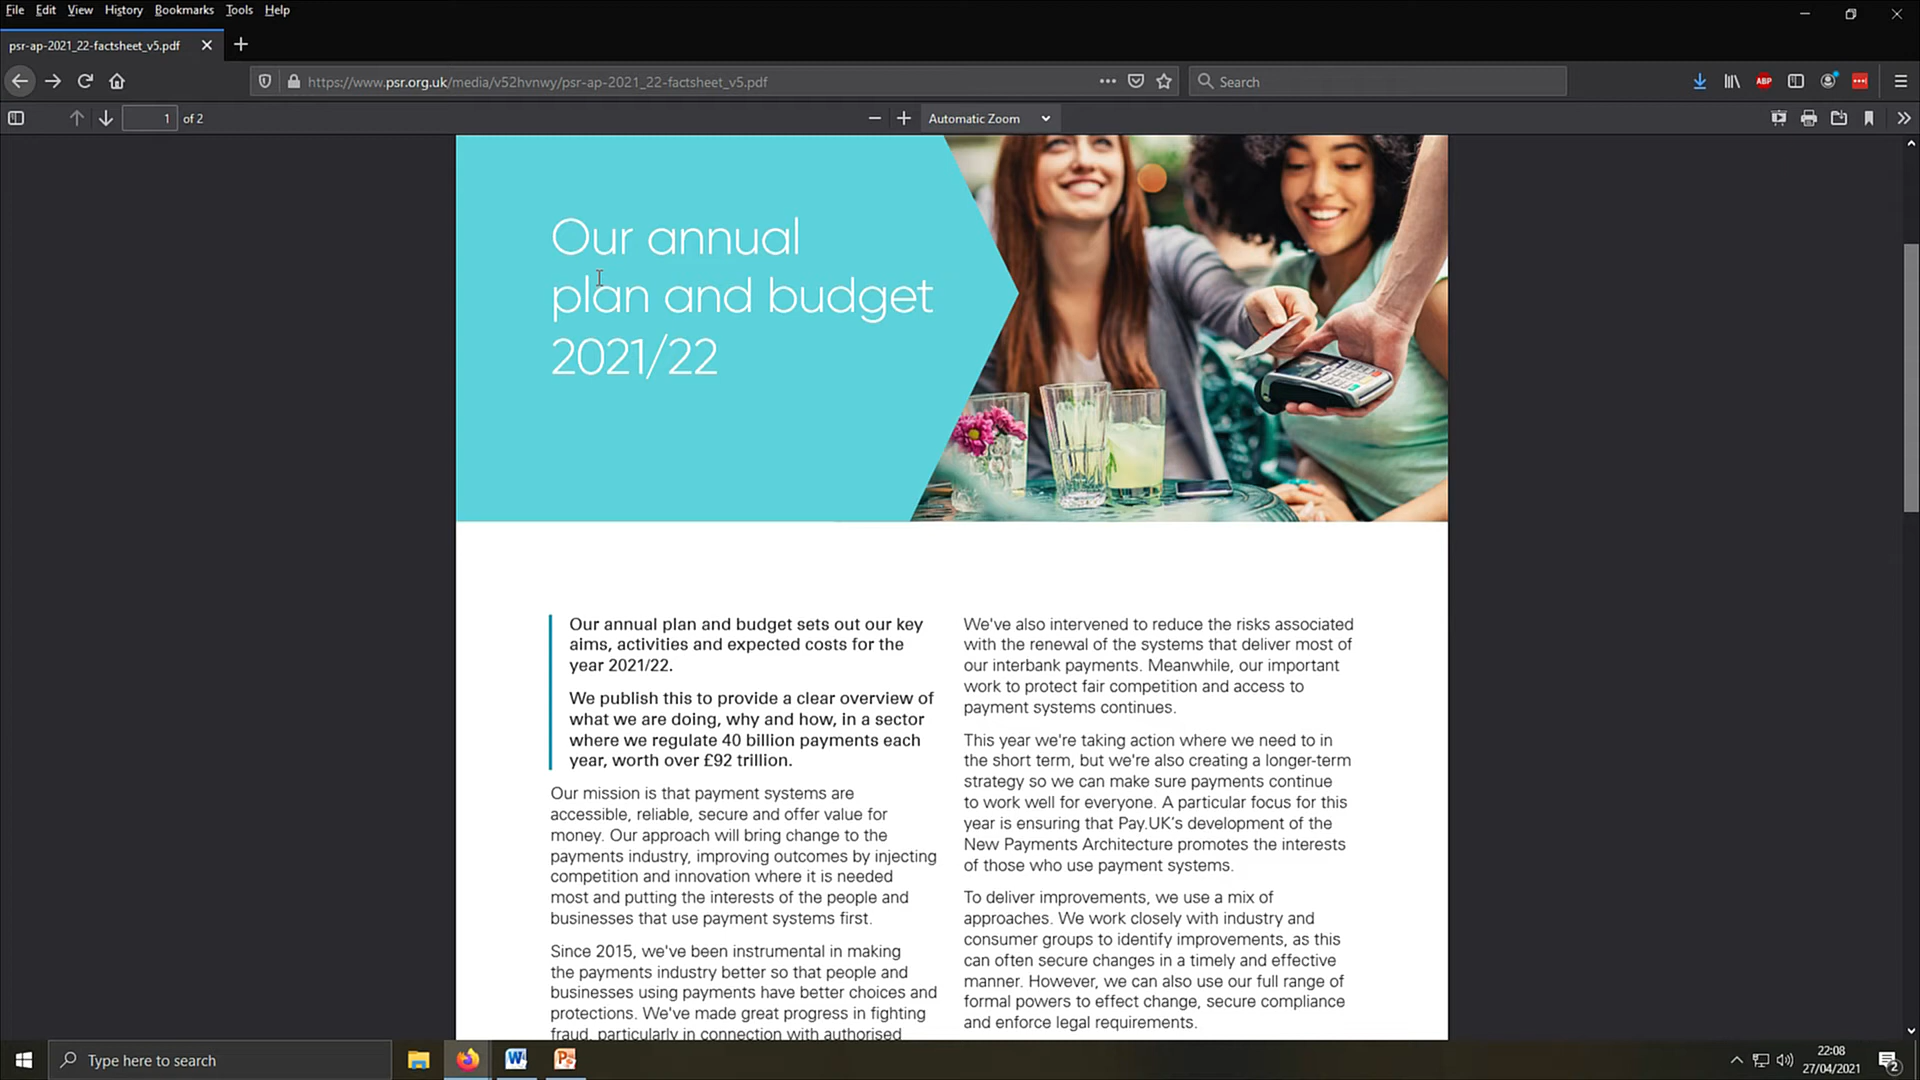 File Edit View History Bookmarks Tools Help
psr-ap-2021_22-factsheet_v5.pdf
https://www.psr.org.uk/media/v52hvnwy/psr-ap-2021_22-factsheet_v5.pdf
Search
ABP
1 of 2
Automatic Zoom
Our annual
plan and budget
2021/22
Our annual plan and budget sets out our key
aims, activities and expected costs for the
year 2021/22.
We publish this to provide a clear overview of
what we are doing, why and how, in a sector
where we regulate 40 billion payments each
year, worth over £92 trillion.
Our mission is that payment systems are
accessible, reliable, secure and offer value for
money. Our approach will bring change to the
payments industry, improving outcomes by injecting
competition and innovation where it is needed
most and putting the interests of the people and
businesses that use payment systems first.
Since 2015, we've been instrumental in making
the payments industry better so that people and
businesses using payments have better choices and
protections. We've made great progress in fighting
fraud, particularly in connection with authorised
We've also intervened to reduce the risks associated
with the renewal of the systems that deliver most of
our interbank payments. Meanwhile, our important
work to protect fair competition and access to
payment systems continues.
This year we're taking action where we need to in
the short term, but we're also creating a longer-term
strategy so we can make sure payments continue
to work well for everyone. A particular focus for this
year is ensuring that Pay.UK's development of the
New Payments Architecture promotes the interests
of those who use payment systems.
To deliver improvements, we use a mix of
approaches. We work closely with industry and
consumer groups to identify improvements, as this
can often secure changes in a timely and effective
manner. However, we can also use our full range of
formal powers to effect change, secure compliance
and enforce legal requirements.
Type here to search
22:08
27/04/2021
2